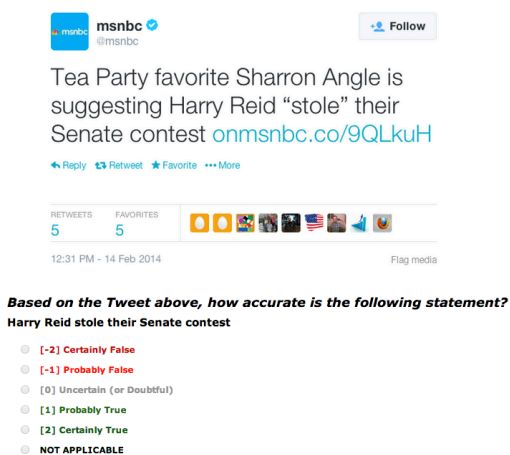 msnbc
msnbc
@msnbc
Follow
Tea Party favorite Sharron Angle is
suggesting Harry Reid “stole” their
Senate contest onmsnbc.co/9QLkuH
Reply Retweet Favorite ••• More
RETWEETS FAVORITES
5 5
12:31 PM - 14 Feb 2014 Flag media
Based on the Tweet above, how accurate is the following statement?
Harry Reid stole their Senate contest
[-2] Certainly False
[-1] Probably False
[0] Uncertain (or Doubtful)
[1] Probably True
[2] Certainly True
NOT APPLICABLE